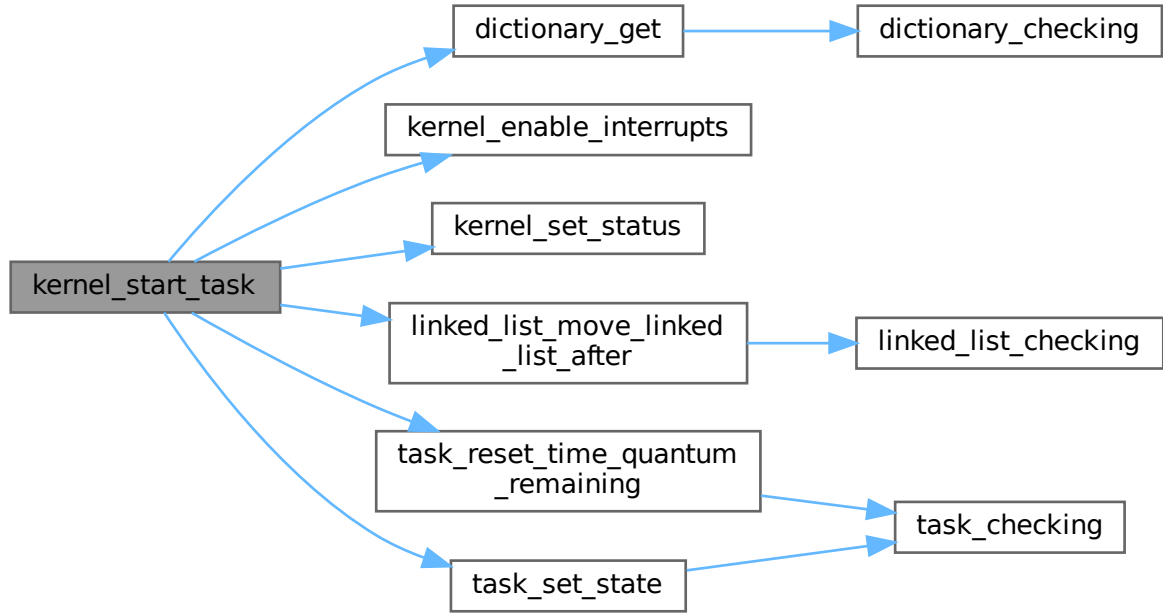 dictionary_get
dictionary_checking
kernel_enable_interrupts
kernel_set_status
kernel_start_task
linked_list_move_linked
_list_after
linked_list_checking
task_reset_time_quantum
_remaining
task_checking
task_set_state